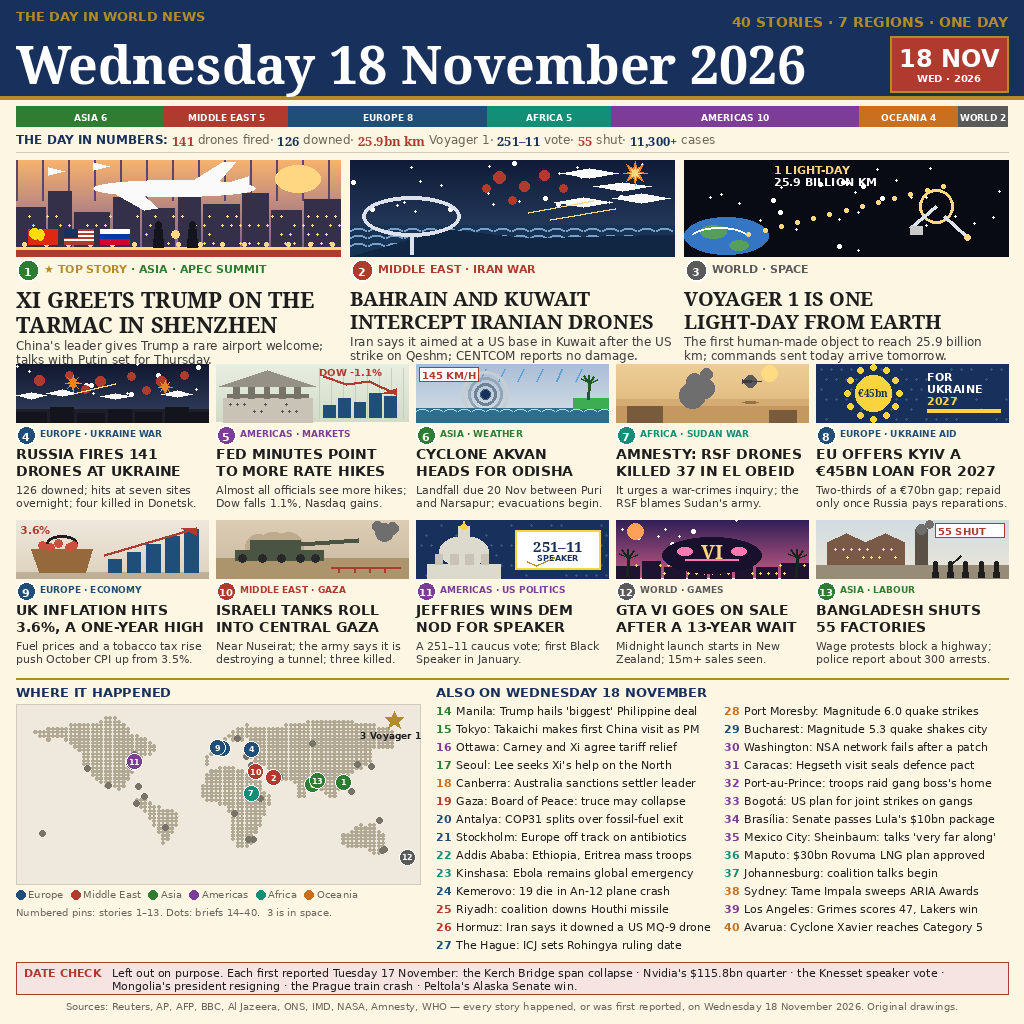 THE DAY IN WORLD NEWS
40 STORIES · 7 REGIONS · ONE DAY
Wednesday 18 November 2026
18 NOV
WED · 2026
ASIA 6
MIDDLE EAST 5
EUROPE 8
AFRICA 5
AMERICAS 10
OCEANIA 4
WORLD 2
THE DAY IN NUMBERS: 141 drones fired · 126 downed · 25.9bn km Voyager 1 · 251–11 vote · 55 shut · 11,300+ cases
1 LIGHT-DAY
25.9 BILLION KM
1 ★ TOP STORY · ASIA · APEC SUMMIT
XI GREETS TRUMP ON THE
TARMAC IN SHENZHEN
China's leader gives Trump a rare airport welcome;
talks with Putin set for Thursday.
2 MIDDLE EAST · IRAN WAR
BAHRAIN AND KUWAIT
INTERCEPT IRANIAN DRONES
Iran says it aimed at a US base in Kuwait after the US
strike on Qeshm; CENTCOM reports no damage.
3 WORLD · SPACE
VOYAGER 1 IS ONE
LIGHT-DAY FROM EARTH
The first human-made object to reach 25.9 billion
km; commands sent today arrive tomorrow.
4 EUROPE · UKRAINE WAR
RUSSIA FIRES 141
DRONES AT UKRAINE
126 downed; hits at seven sites
overnight; four killed in Donetsk.
DOW -1.1%
5 AMERICAS · MARKETS
FED MINUTES POINT
TO MORE RATE HIKES
Almost all officials see more hikes;
Dow falls 1.1%, Nasdaq gains.
145 KM/H
6 ASIA · WEATHER
CYCLONE AKVAN
HEADS FOR ODISHA
Landfall due 20 Nov between Puri
and Narsapur; evacuations begin.
7 AFRICA · SUDAN WAR
AMNESTY: RSF DRONES
KILLED 37 IN EL OBEID
It urges a war-crimes inquiry; the
RSF blames Sudan's army.
€45bn
FOR
UKRAINE
2027
8 EUROPE · UKRAINE AID
EU OFFERS KYIV A
€45BN LOAN FOR 2027
Two-thirds of a €70bn gap; repaid
only once Russia pays reparations.
3.6%
9 EUROPE · ECONOMY
UK INFLATION HITS
3.6%, A ONE-YEAR HIGH
Fuel prices and a tobacco tax rise
push October CPI up from 3.5%.
10 MIDDLE EAST · GAZA
ISRAELI TANKS ROLL
INTO CENTRAL GAZA
Near Nuseirat; the army says it is
destroying a tunnel; three killed.
251–11
SPEAKER
11 AMERICAS · US POLITICS
JEFFRIES WINS DEM
NOD FOR SPEAKER
A 251–11 caucus vote; first Black
Speaker in January.
VI
12 WORLD · GAMES
GTA VI GOES ON SALE
AFTER A 13-YEAR WAIT
Midnight launch starts in New
Zealand; 15m+ sales seen.
55 SHUT
13 ASIA · LABOUR
BANGLADESH SHUTS
55 FACTORIES
Wage protests block a highway;
police report about 300 arrests.
WHERE IT HAPPENED
3 Voyager 1
9
4
11
10
2
13
1
7
12
Europe
Middle East
Asia
Americas
Africa
Oceania
Numbered pins: stories 1–13. Dots: briefs 14–40. 3 is in space.
ALSO ON WEDNESDAY 18 NOVEMBER
14 Manila: Trump hails 'biggest' Philippine deal
15 Tokyo: Takaichi makes first China visit as PM
16 Ottawa: Carney and Xi agree tariff relief
17 Seoul: Lee seeks Xi's help on the North
18 Canberra: Australia sanctions settler leader
19 Gaza: Board of Peace: truce may collapse
20 Antalya: COP31 splits over fossil-fuel exit
21 Stockholm: Europe off track on antibiotics
22 Addis Ababa: Ethiopia, Eritrea mass troops
23 Kinshasa: Ebola remains global emergency
24 Kemerovo: 19 die in An-12 plane crash
25 Riyadh: coalition downs Houthi missile
26 Hormuz: Iran says it downed a US MQ-9 drone
27 The Hague: ICJ sets Rohingya ruling date
28 Port Moresby: Magnitude 6.0 quake strikes
29 Bucharest: Magnitude 5.3 quake shakes city
30 Washington: NSA network fails after a patch
31 Caracas: Hegseth visit seals defence pact
32 Port-au-Prince: troops raid gang boss's home
33 Bogotá: US plan for joint strikes on gangs
34 Brasília: Senate passes Lula's $10bn package
35 Mexico City: Sheinbaum: talks 'very far along'
36 Maputo: $30bn Rovuma LNG plan approved
37 Johannesburg: coalition talks begin
38 Sydney: Tame Impala sweeps ARIA Awards
39 Los Angeles: Grimes scores 47, Lakers win
40 Avarua: Cyclone Xavier reaches Category 5
DATE CHECK Left out on purpose. Each first reported Tuesday 17 November: the Kerch Bridge span collapse · Nvidia's $115.8bn quarter · the Knesset speaker vote ·
Mongolia's president resigning · the Prague train crash · Peltola's Alaska Senate win.
Sources: Reuters, AP, AFP, BBC, Al Jazeera, ONS, IMD, NASA, Amnesty, WHO — every story happened, or was first reported, on Wednesday 18 November 2026. Original drawings.